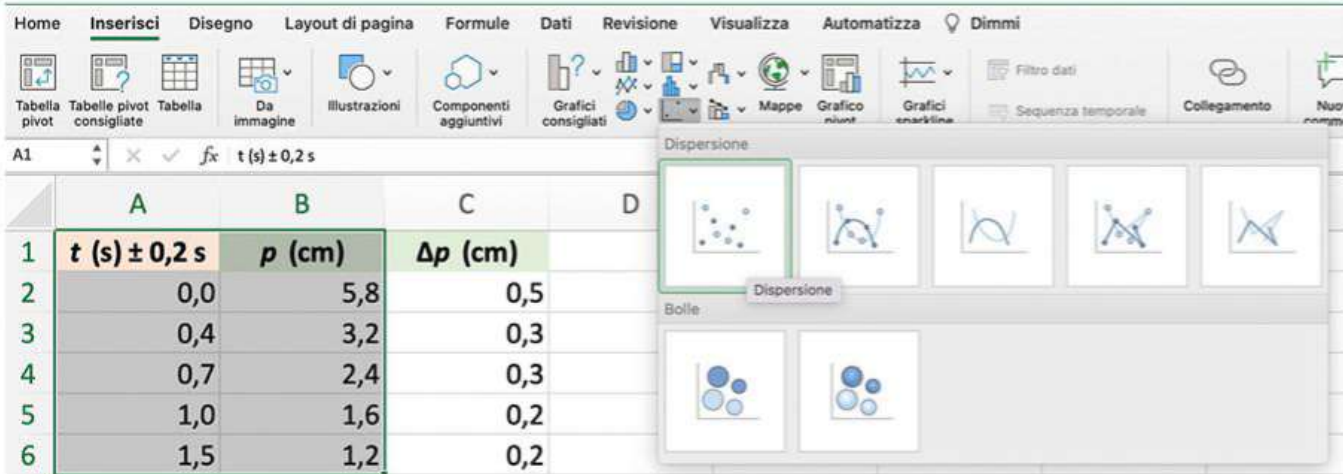 Home Inserisci Disegno Layout di pagina Formule Dati Revisione Visualizza Automatizza Dimmi
Tabella pivot
Tabelle pivot consigliate
Tabella
Da immagine
Illustrazioni
Componenti aggiuntivi
Grafici consigliati
Mappe
Grafico pivot
Grafici sparkline
Filtro dati
Sequenza temporale
Collegamento
A1 fx t (s) ± 0,2 s
Dispersione
Dispersione
Bolle
A B C D
1 t (s) ± 0,2 s p (cm) Δp (cm)
2 0,0 5,8 0,5
3 0,4 3,2 0,3
4 0,7 2,4 0,3
5 1,0 1,6 0,2
6 1,5 1,2 0,2